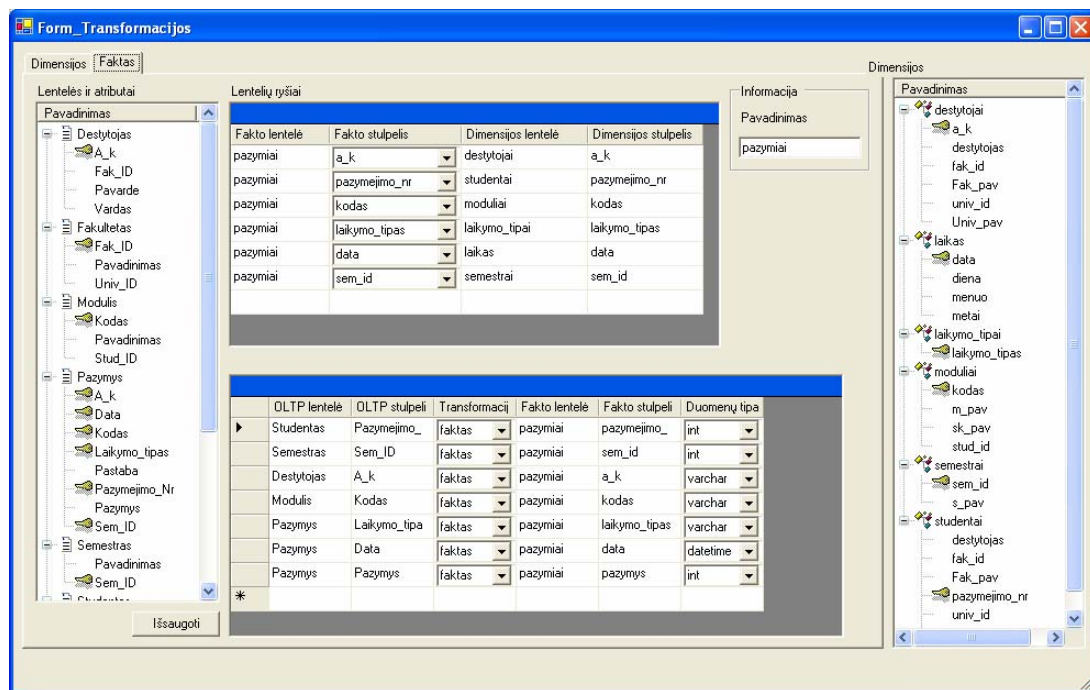 Form_Transformacijos
Dimensijos Faktas
Lentelės ir atributai
Pavadinimas
Destytojas
A_k
Fak_ID
Pavarde
Vardas
Fakultetas
Fak_ID
Pavadinimas
Univ_ID
Modulis
Kodas
Pavadinimas
Stud_ID
Pazymys
A_k
Data
Kodas
Laikymo_tipas
Pastaba
Pazymejimo_Nr
Pazymys
Sem_ID
Semestras
Pavadinimas
Sem_ID
Išsaugoti
Lentelių ryšiai
Fakto lentelė Fakto stulpelis Dimensijos lentelė Dimensijos stulpelis
pazymiai a_k destytojai a_k
pazymiai pazymejimo_nr studentai pazymejimo_nr
pazymiai kodas moduliai kodas
pazymiai laikymo_tipas laikymo_tipai laikymo_tipas
pazymiai data laikas data
pazymiai sem_id semestrai sem_id
Informacija
Pavadinimas
pazymiai
OLTP lentelė OLTP stulpeli Transformacij Fakto lentelė Fakto stulpeli Duomenų tipa
Studentas Pazymejimo_ faktas pazymiai pazymejimo_ int
Semestras Sem_ID faktas pazymiai sem_id int
Destytojas A_k faktas pazymiai a_k varchar
Modulis Kodas faktas pazymiai kodas varchar
Pazymys Laikymo_tipa faktas pazymiai laikymo_tipas varchar
Pazymys Data faktas pazymiai data datetime
Pazymys Pazymys faktas pazymiai pazymys int
Dimensijos
Pavadinimas
destytojai
a_k
destytojas
fak_id
Fak_pav
univ_id
Univ_pav
laikas
data
diena
menuo
metai
laikymo_tipai
laikymo_tipas
moduliai
kodas
m_pav
sk_pav
stud_id
semestrai
sem_id
s_pav
studentai
destytojas
fak_id
Fak_pav
pazymejimo_nr
univ_id